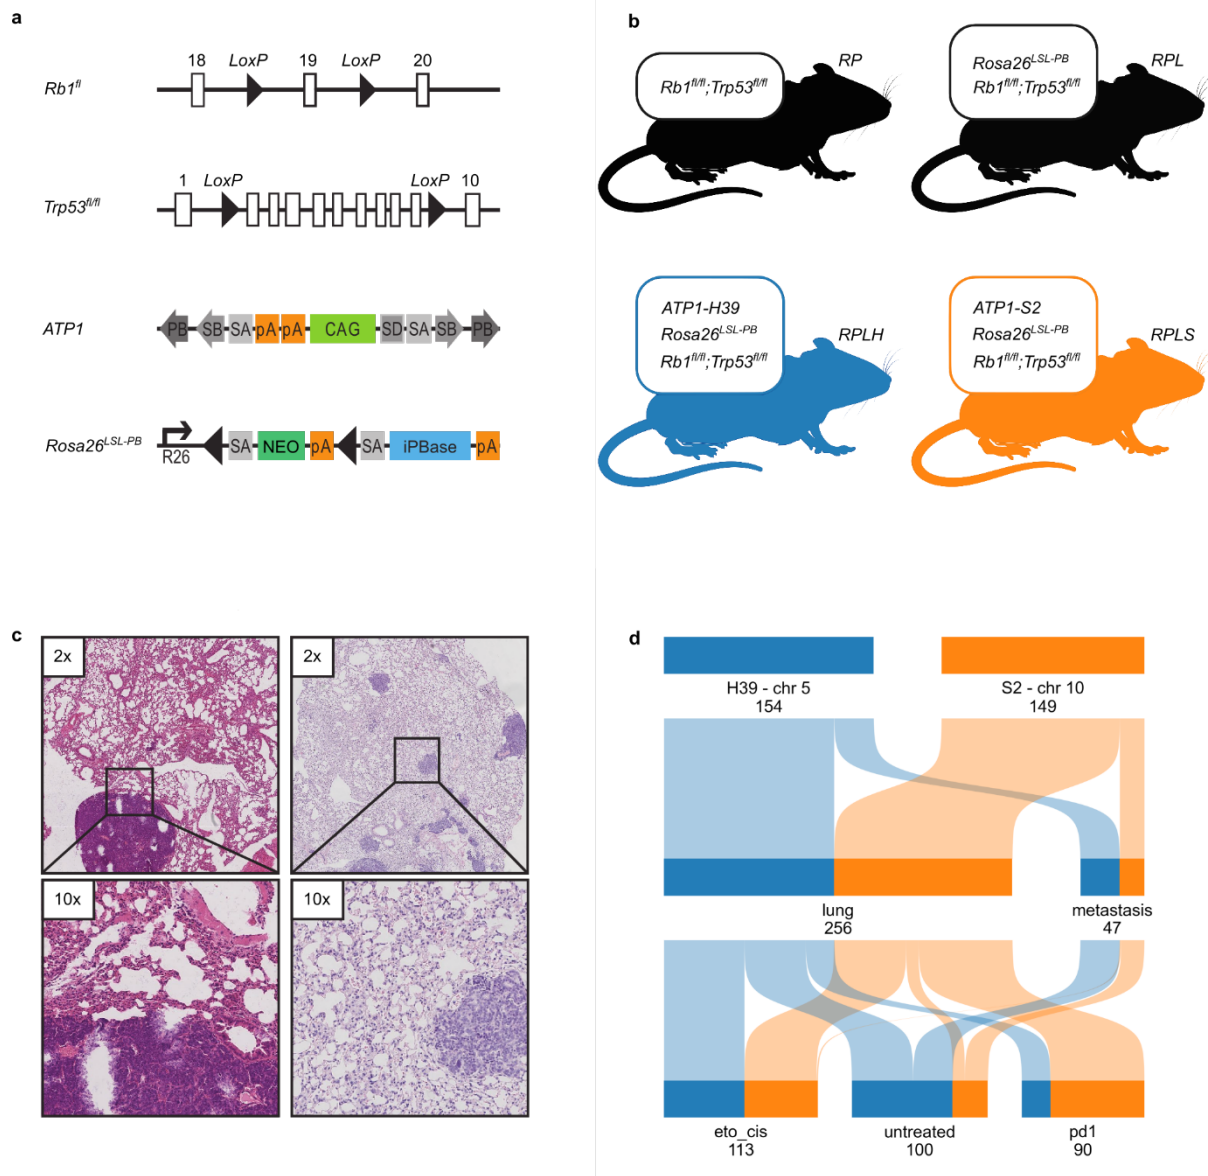 a
18 LoxP 19 LoxP 20
Rb1fl
1 LoxP LoxP 10
Trp53fl/fl
ATP1 PB SB SA pA pA CAG SD SA SB PB
Rosa26LSL-PB R26 SA NEO pA SA iPBase pA
b
Rb1fl/fl;Trp53fl/fl
RP
Rosa26LSL-PB
Rb1fl/fl;Trp53fl/fl
RPL
ATP1-H39
Rosa26LSL-PB
Rb1fl/fl;Trp53fl/fl
RPLH
ATP1-S2
Rosa26LSL-PB
Rb1fl/fl;Trp53fl/fl
RPLS
c
2x
2x
10x
10x
d
H39 - chr 5
154
S2 - chr 10
149
lung
256
metastasis
47
eto_cis
113
untreated
100
pd1
90